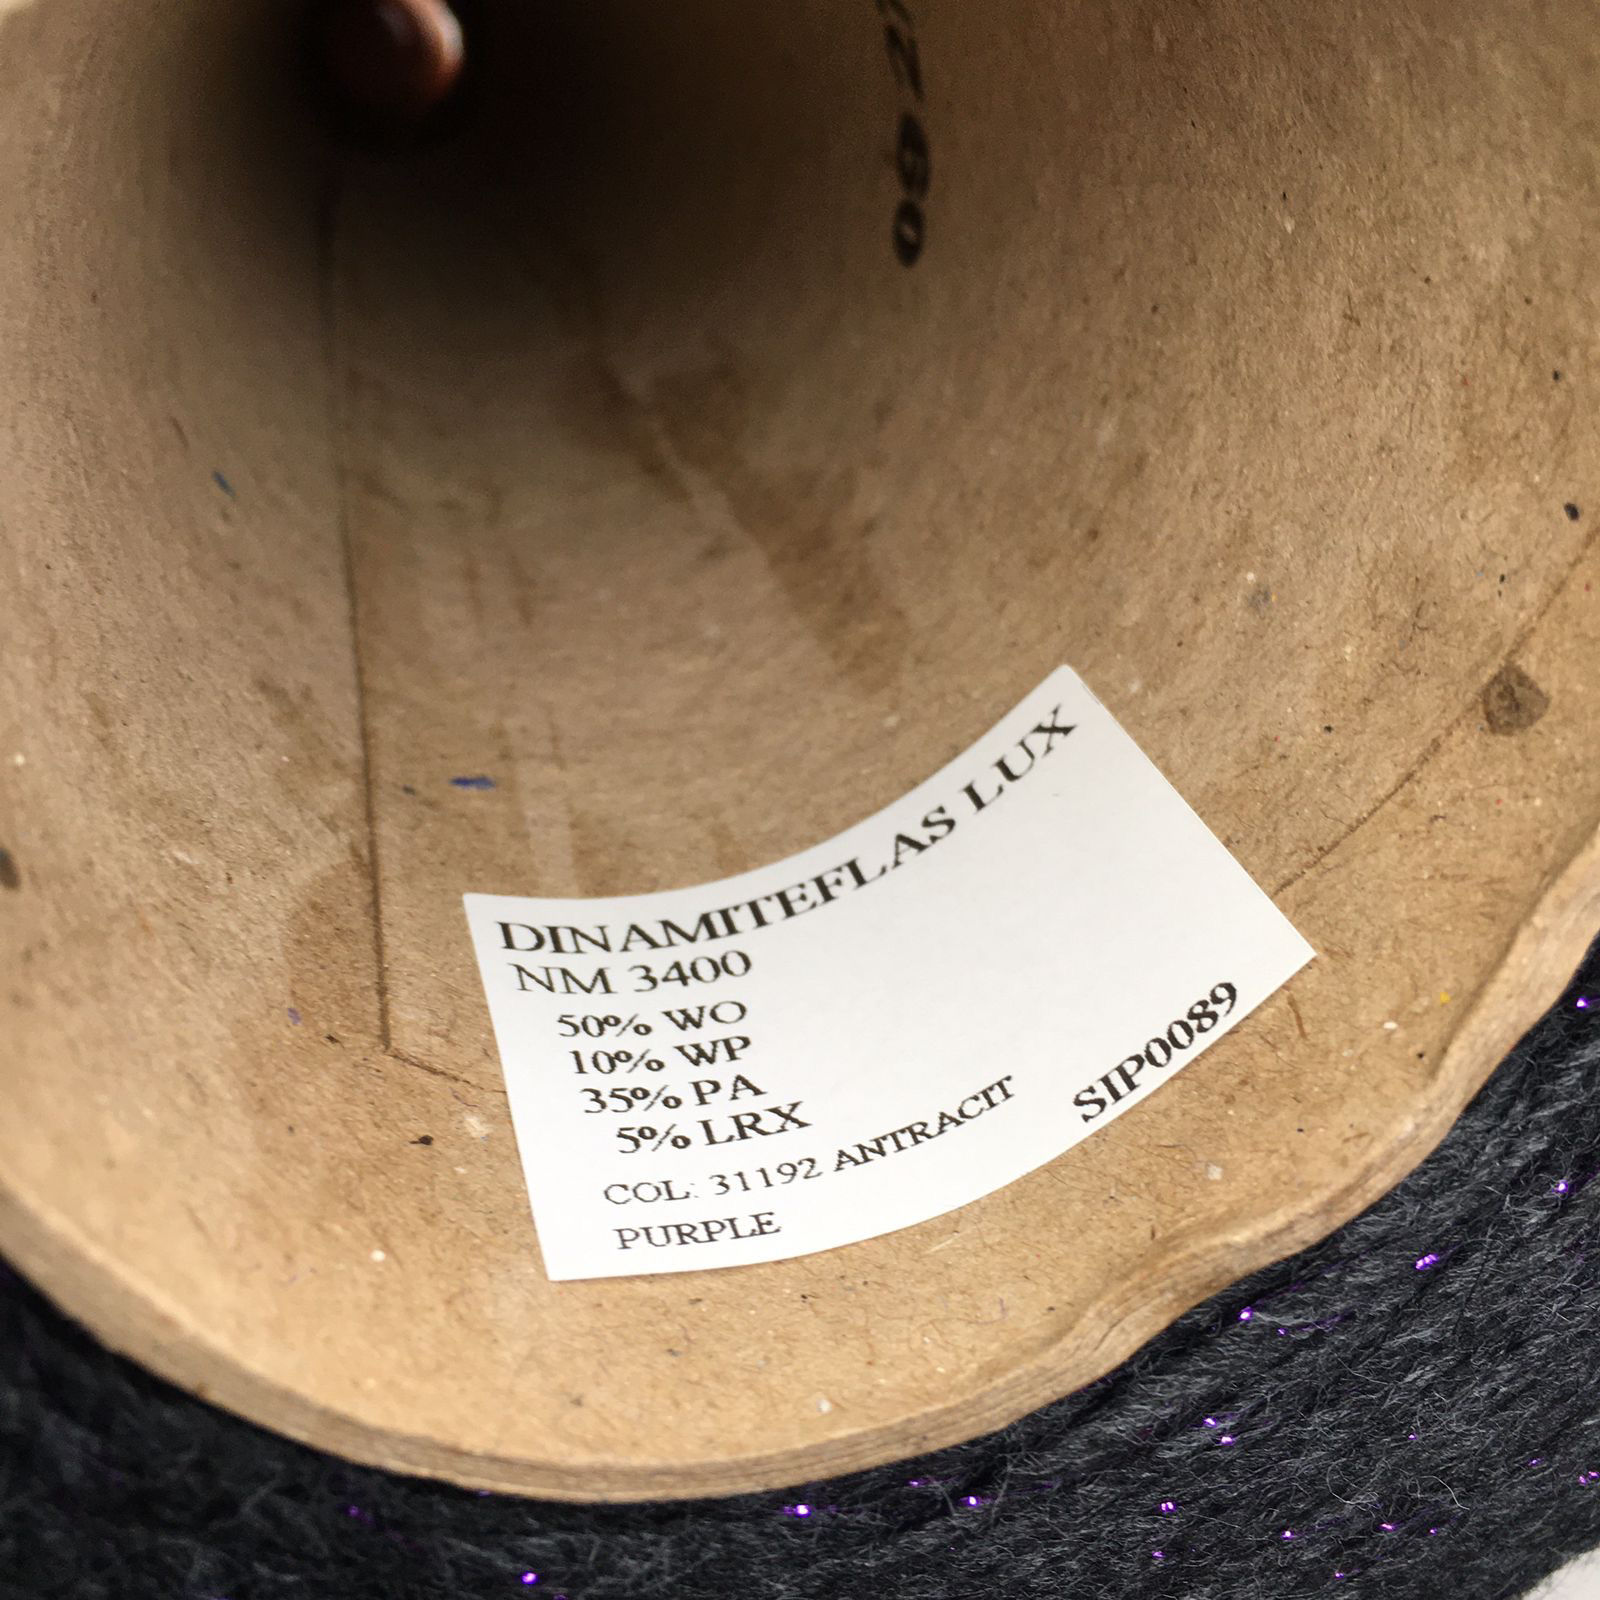 DINAMITEFLAS LUX
NM 3400
50% WO
10% WP
35% PA
5% LRX
COL: 31192 ANTRACIT
PURPLE
SIP0089